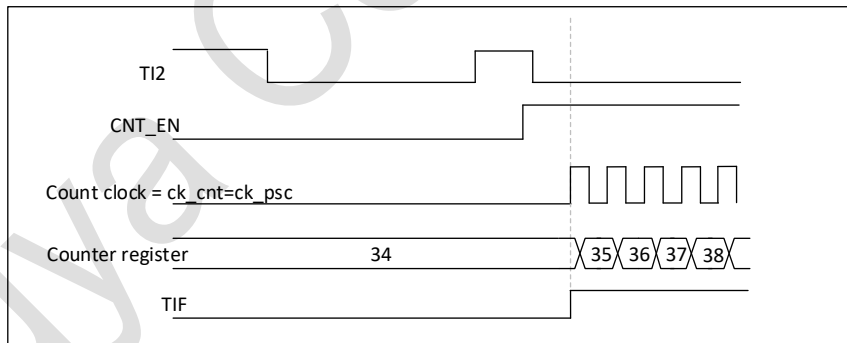 TI2
CNT_EN
Count clock = ck_cnt=ck_psc
Counter register 34 35 36 37 38
TIF